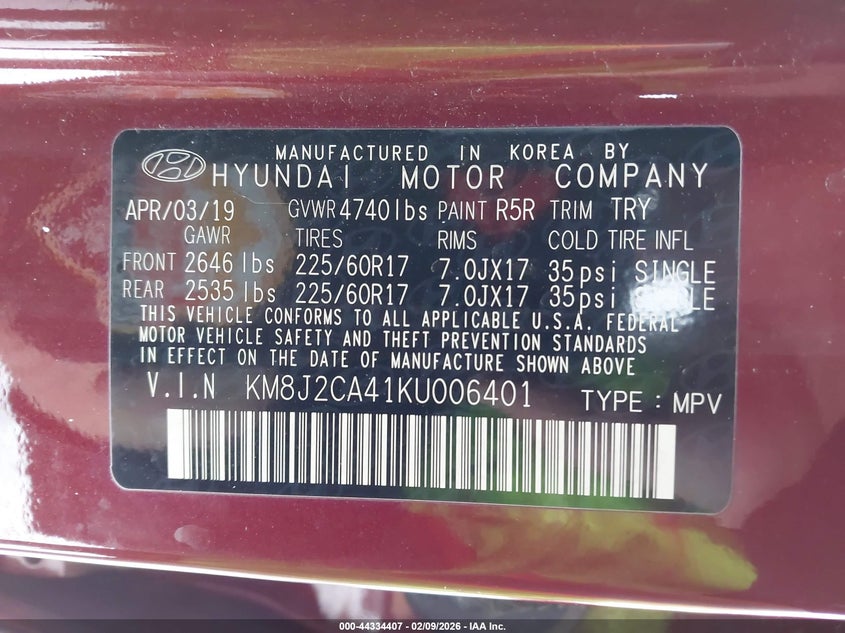 MANUFACTURED IN KOREA BY
HYUNDAI MOTOR COMPANY
APR/03/19 GVWR 4740lbs PAINT R5R TRIM TRY
GAWR TIRES RIMS COLD TIRE INFL
FRONT 2646 lbs 225/60R17 7.0JX17 35psi SINGLE
REAR 2535 lbs 225/60R17 7.0JX17 35psi SINGLE
THIS VEHICLE CONFORMS TO ALL APPLICABLE U.S.A. FEDERAL
MOTOR VEHICLE SAFETY AND THEFT PREVENTION STANDARDS
IN EFFECT ON THE DATE OF MANUFACTURE SHOWN ABOVE
V.I.N KM8J2CA41KU006401 TYPE : MPV
000-44334407 - 02/09/2026 - IAA Inc.